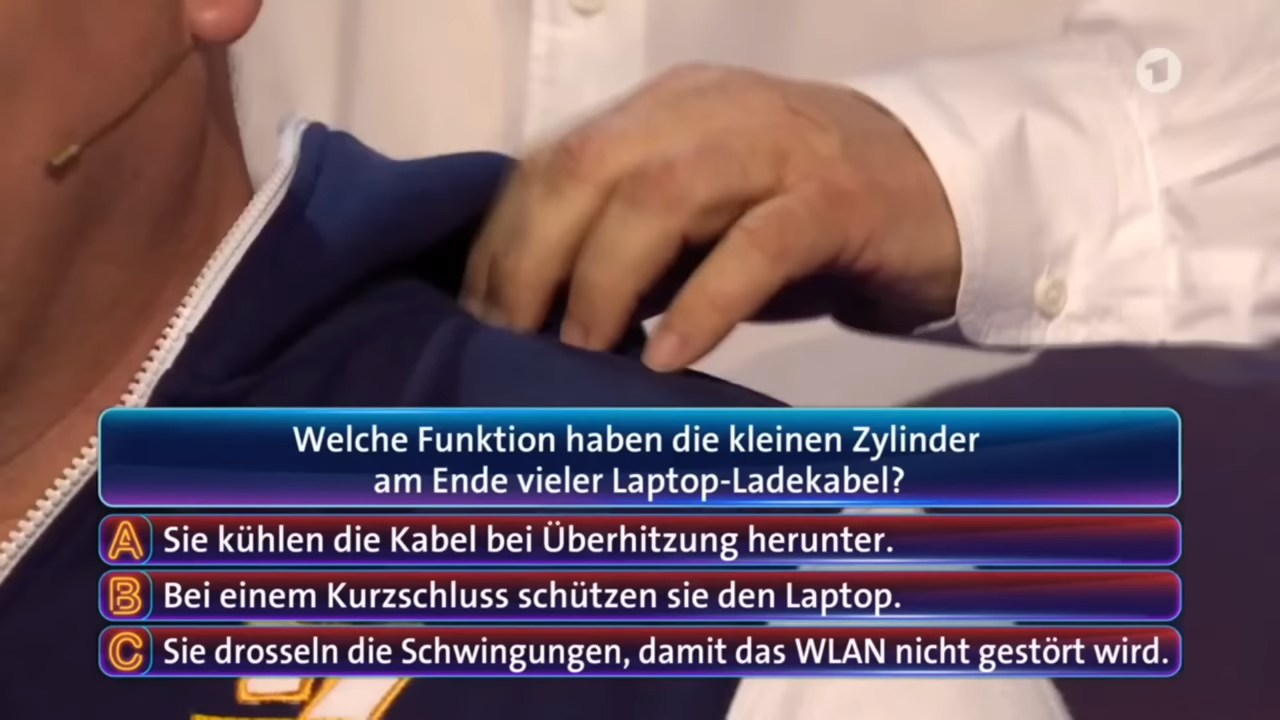 1
Welche Funktion haben die kleinen Zylinder
am Ende vieler Laptop-Ladekabel?
A Sie kühlen die Kabel bei Überhitzung herunter.
B Bei einem Kurzschluss schützen sie den Laptop.
C Sie drosseln die Schwingungen, damit das WLAN nicht gestört wird.